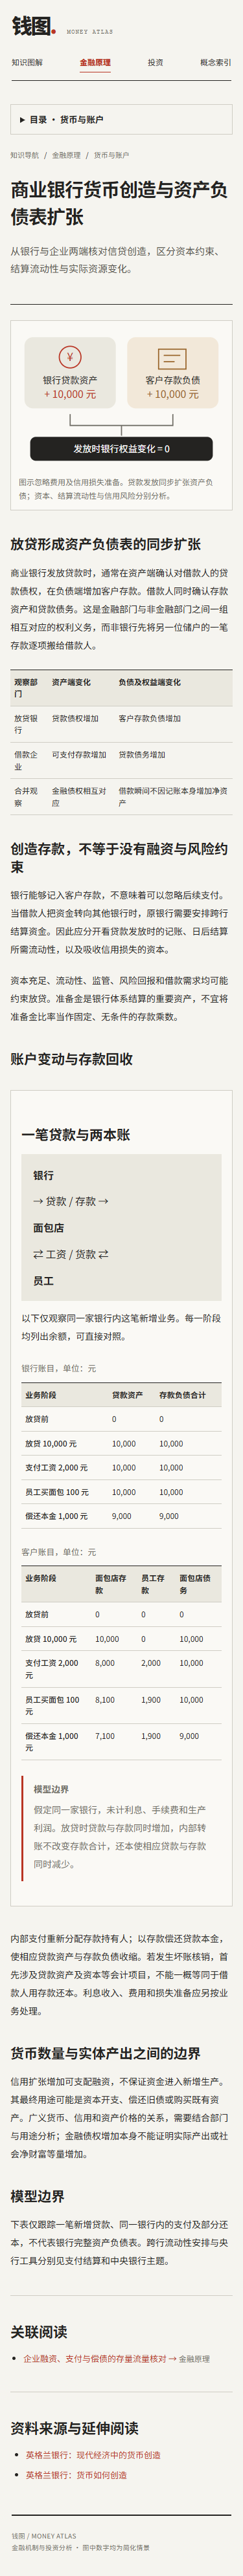 钱图。 MONEY ATLAS
知识图解 金融原理 投资 概念索引
▶ 目录 · 货币与账户
知识导航 / 金融原理 / 货币与账户
商业银行货币创造与资产负
债表扩张
从银行与企业两端核对信贷创造，区分资本约束、
结算流动性与实际资源变化。
¥
银行贷款资产 客户存款负债
+ 10,000 元 + 10,000 元
发放时银行权益变化 = 0
图示忽略费用及信用损失准备。贷款发放同步扩张资产负
债；资本、结算流动性与信用风险分别分析。
放贷形成资产负债表的同步扩张
商业银行发放贷款时，通常在资产端确认对借款人的贷
款债权，在负债端增加客户存款。借款人同时确认存款
资产和贷款债务。这是金融部门与非金融部门之间一组
相互对应的权利义务，而非银行先将另一位储户的一笔
存款逐项搬给借款人。
观察部门 资产端变化 负债及权益端变化
放贷银行 贷款债权增加 客户存款负债增加
借款企业 可支付存款增加 贷款债务增加
合并观察 金融债权相互对应 借款瞬间不因记账本身增加净资产
创造存款，不等于没有融资与风险约
束
银行能够记入客户存款，不意味着可以忽略后续支付。
当借款人把资金转向其他银行时，原银行需要安排跨行
结算资金。因此应分开看贷款发放时的记账、日后结算
所需流动性，以及吸收信用损失的资本。
资本充足、流动性、监管、风险回报和借款需求均可能
约束放贷。准备金是银行体系结算的重要资产，不宜将
准备金比率当作固定、无条件的存款乘数。
账户变动与存款回收
一笔贷款与两本账
银行
→ 贷款 / 存款 →
面包店
⇄ 工资 / 货款 ⇄
员工
以下仅观察同一家银行内这笔新增业务。每一阶段
均列出余额，可直接对照。
银行账目，单位：元
业务阶段 贷款资产 存款负债合计
放贷前 0 0
放贷 10,000 元 10,000 10,000
支付工资 2,000 元 10,000 10,000
员工买面包 100 元 10,000 10,000
偿还本金 1,000 元 9,000 9,000
客户账目，单位：元
业务阶段 面包店存款 员工存款 面包店债务
放贷前 0 0 0
放贷 10,000 元 10,000 0 10,000
支付工资 2,000 元 8,000 2,000 10,000
员工买面包 100 元 8,100 1,900 10,000
偿还本金 1,000 元 7,100 1,900 9,000
模型边界
假定同一家银行，未计利息、手续费和生产
利润。放贷时贷款与存款同时增加，内部转
账不改变存款合计，还本使相应贷款与存款
同时减少。
内部支付重新分配存款持有人；以存款偿还贷款本金，
使相应贷款资产与存款负债收缩。若发生坏账核销，首
先涉及贷款资产及资本等会计项目，不能一概等同于借
款人用存款还本。利息收入、费用和损失准备应另按业
务处理。
货币数量与实体产出之间的边界
信用扩张增加可支配融资，不保证资金进入新增生产。
其最终用途可能是资本开支、偿还旧债或购买既有资
产。广义货币、信用和资产价格的关系，需要结合部门
与用途分析；金融债权增加本身不能证明实际产出或社
会净财富等量增加。
模型边界
下表仅跟踪一笔新增贷款、同一银行内的支付及部分还
本，不代表银行完整资产负债表。跨行流动性安排与央
行工具分别见支付结算和中央银行主题。
关联阅读
• 企业融资、支付与偿债的存量流量核对 → 金融原理
资料来源与延伸阅读
• 英格兰银行：现代经济中的货币创造
• 英格兰银行：货币如何创造
钱图 / MONEY ATLAS
金融机制与投资分析 · 图中数字均为简化情景